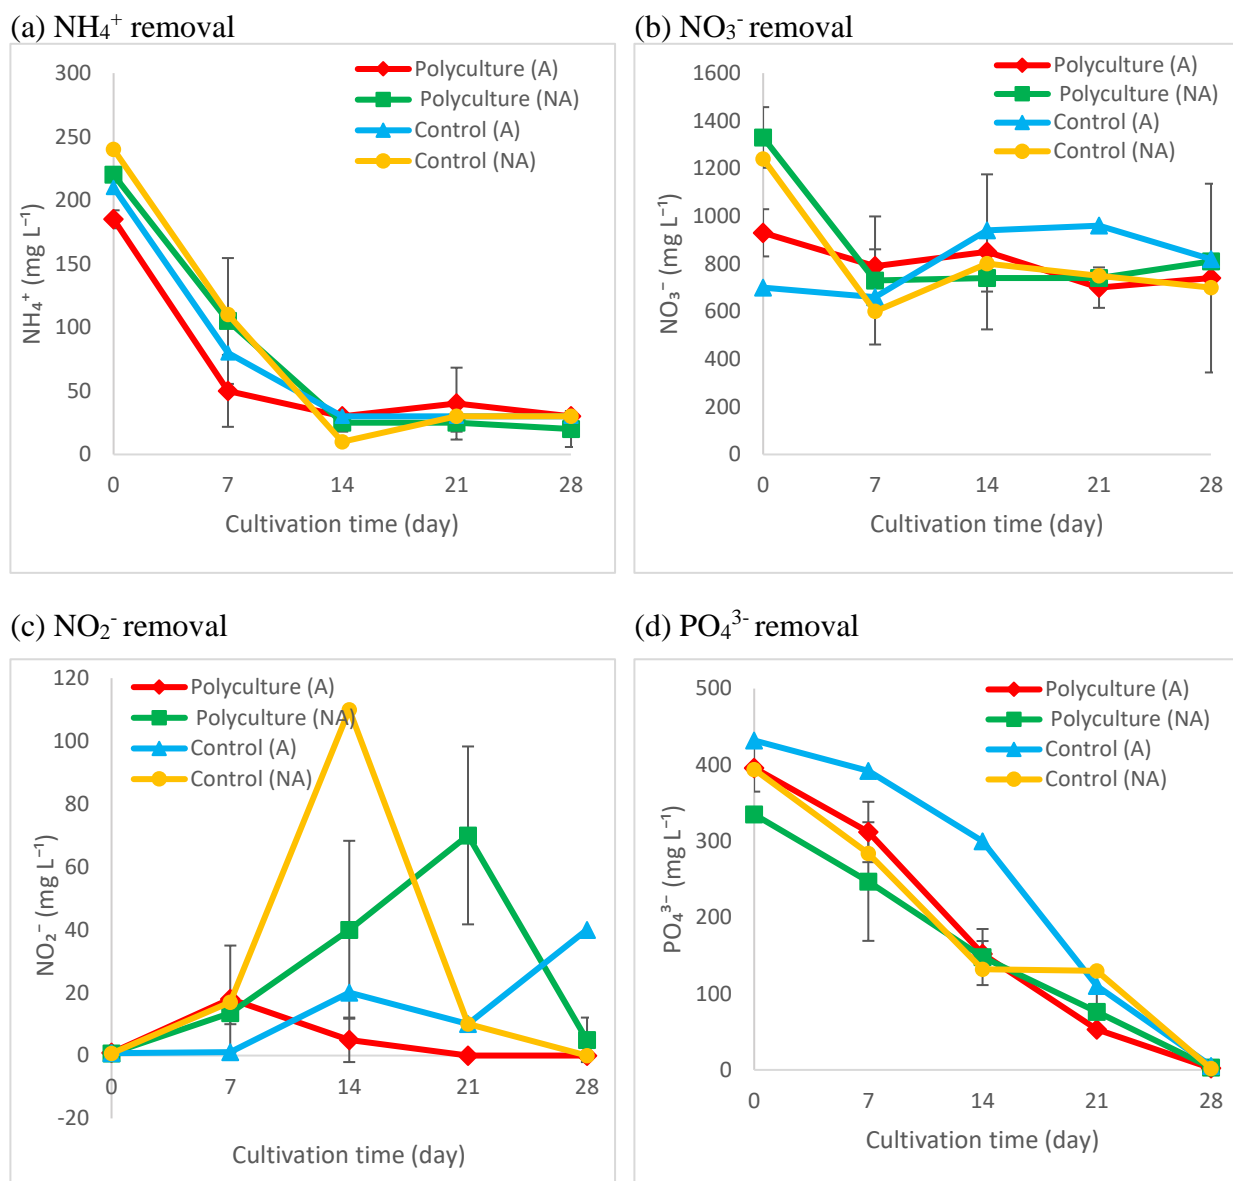 (a) NH₄⁺ removal
300
250
200
150
100
50
0
NH₄⁺ (mg L⁻¹)
0 7 14 21 28
Cultivation time (day)
Polyculture (A)
Polyculture (NA)
Control (A)
Control (NA)
(b) NO₃⁻ removal
1600
1400
1200
1000
800
600
400
200
0
NO₃⁻ (mg L⁻¹)
0 7 14 21 28
Cultivation time (day)
Polyculture (A)
Polyculture (NA)
Control (A)
Control (NA)
(c) NO₂⁻ removal
120
100
80
60
40
20
0
-20
NO₂⁻ (mg L⁻¹)
0 7 14 21 28
Cultivation time (day)
Polyculture (A)
Polyculture (NA)
Control (A)
Control (NA)
(d) PO₄³⁻ removal
500
400
300
200
100
0
PO₄³⁻ (mg L⁻¹)
0 7 14 21 28
Cultivation time (day)
Polyculture (A)
Polyculture (NA)
Control (A)
Control (NA)